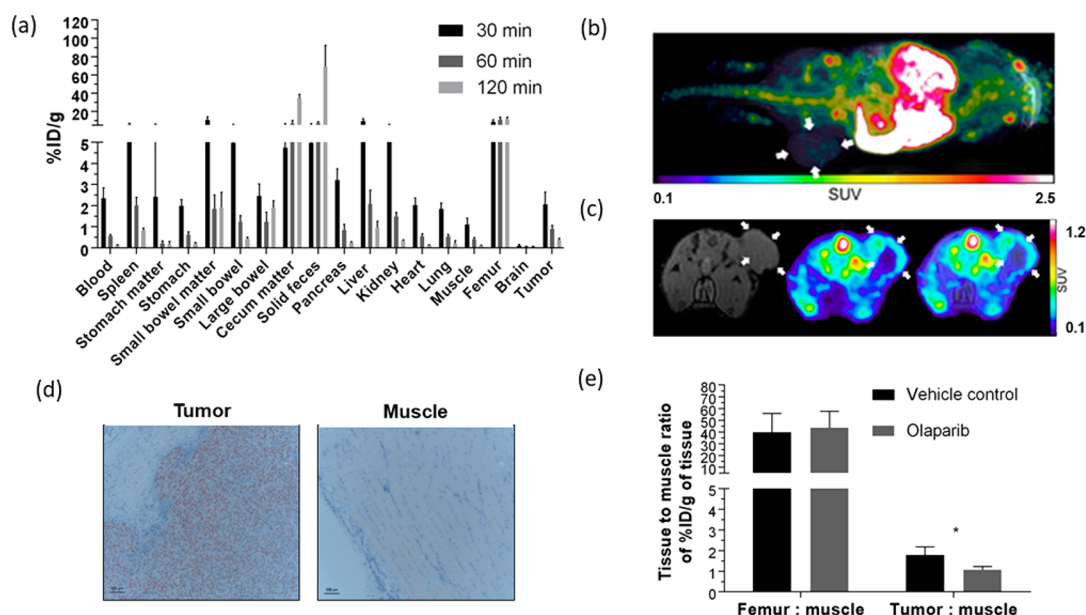 (a)
120
100
80
60
40
20
5
4
3
2
1
0
%ID/g
30 min
60 min
120 min
Blood
Spleen
Stomach matter
Stomach
Small bowel matter
Small bowel
Large bowel
Cecum matter
Solid feces
Pancreas
Liver
Kidney
Heart
Lung
Muscle
Femur
Brain
Tumor
(b)
0.1 SUV 2.5
(c)
1.2
SUV
0.1
(d)
Tumor Muscle
(e)
Tissue to muscle ratio
of %ID/g of tissue
80
70
60
50
40
30
20
10
5
4
3
2
1
0
Vehicle control
Olaparib
*
Femur : muscle Tumor : muscle